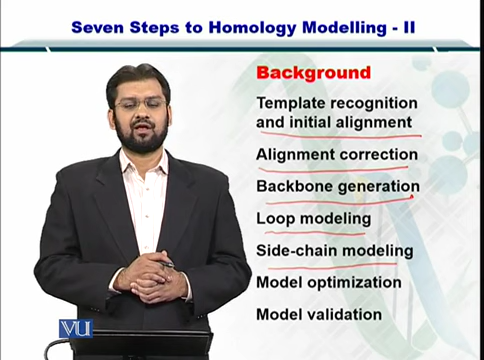 Seven Steps to Homology Modelling - II
Background
Template recognition
and initial alignment
Alignment correction
Backbone generation
Loop modeling
Side-chain modeling
Model optimization
Model validation
VU